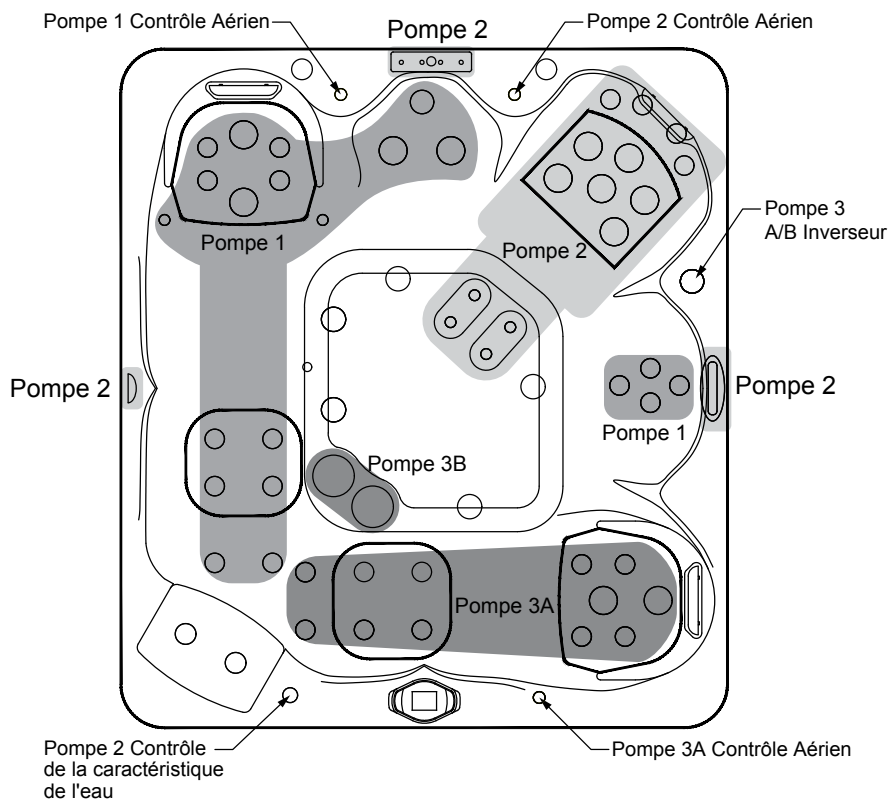 Pompe 1 Contrôle Aérien
Pompe 2
Pompe 2 Contrôle Aérien
Pompe 3
A/B Inverseur
Pompe 1
Pompe 2
Pompe 2
Pompe 2
Pompe 1
Pompe 3B
Pompe 3A
Pompe 2 Contrôle
de la caractéristique
de l'eau
Pompe 3A Contrôle Aérien